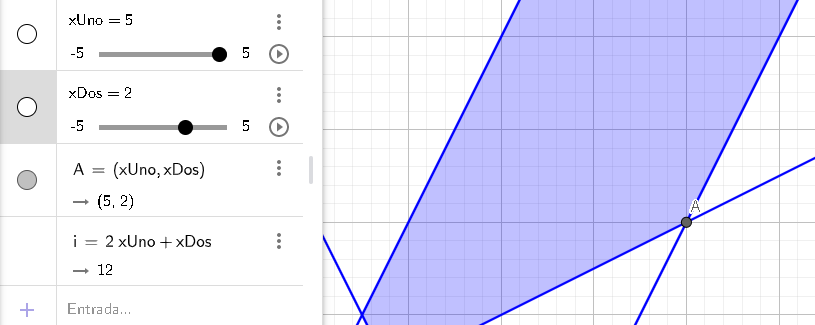 xUno = 5
-5 5
xDos = 2
-5 5
A = (xUno, xDos)
→ (5, 2)
i = 2 xUno + xDos
→ 12
+ Entrada...
A